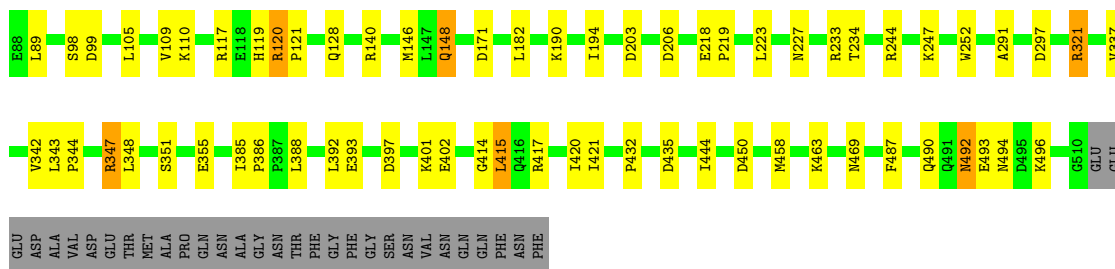 E88 L89 S98 D99 L105 V109 K110 R117 E118 H119 R120 P121 Q128 R140 M146 L147 Q148 D171 L182 K190 I194 D203 D206 E218 P219 L223 N227 R233 T234 R244 K247 W252 A291 D297 R321 V337
V342 L343 P344 R347 L348 S351 E355 I385 P386 P387 L388 L392 E393 D397 K401 E402 G414 L415 Q416 R417 I420 I421 P432 D435 I444 D450 M458 K463 N469 F487 Q490 Q491 N492 E493 N494 D495 K496 G510 GLU GLU
GLU ASP ALA VAL ASP GLU THR MET ALA PRO GLN ASN ALA GLY ASN THR PHE GLY PHE GLY SER ASN VAL ASN GLN GLN PHE ASN PHE